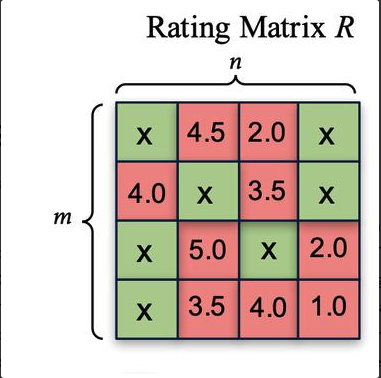 Rating Matrix R
n
x 4.5 2.0 x
4.0 x 3.5 x
m
x 5.0 x 2.0
x 3.5 4.0 1.0